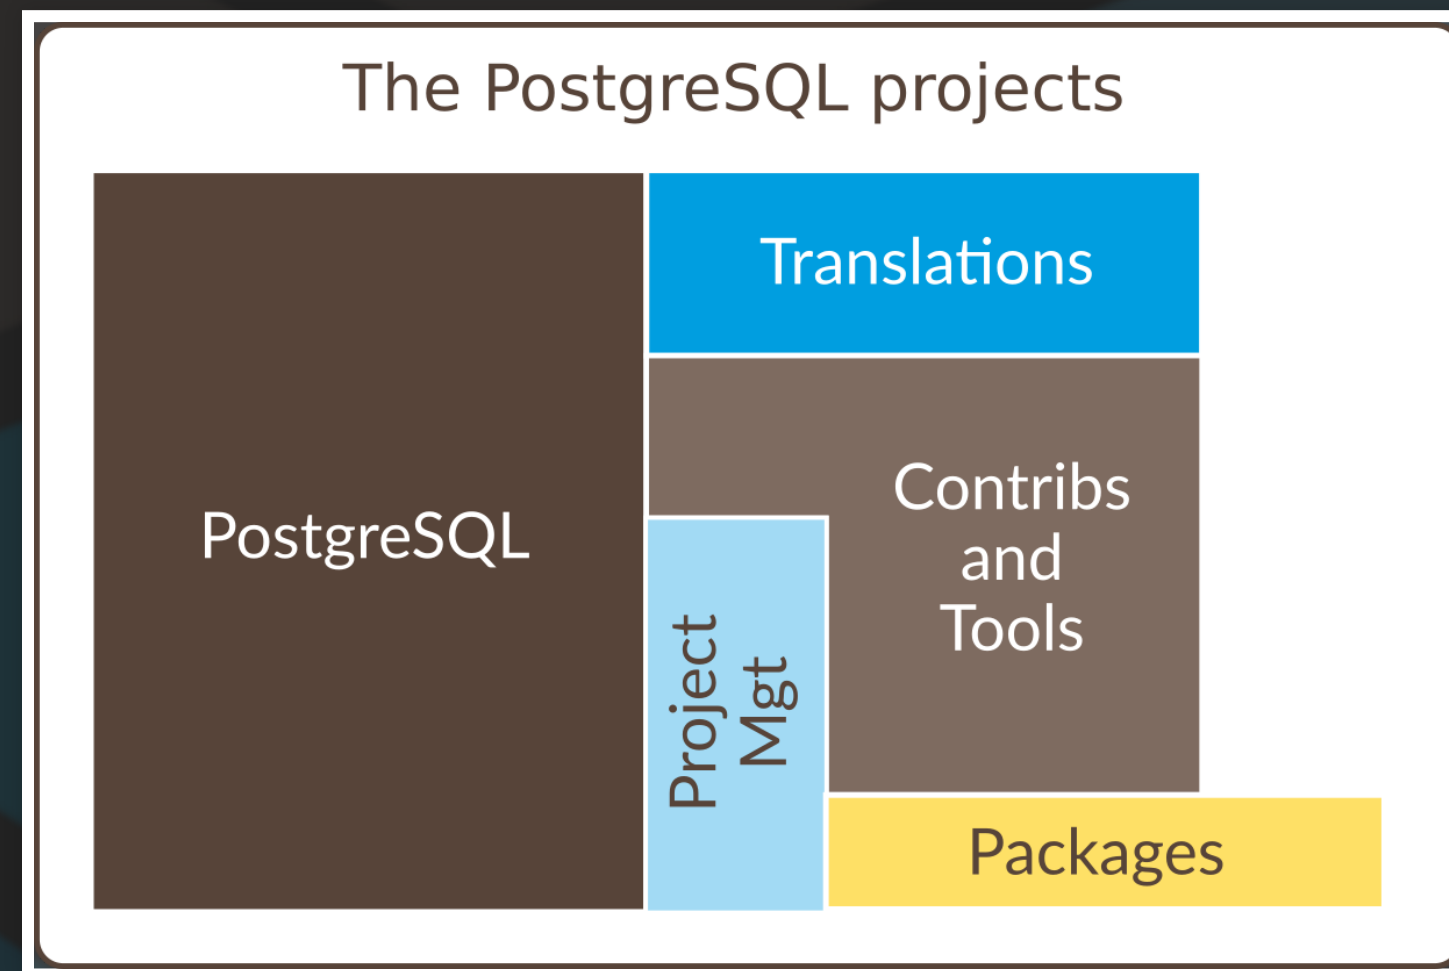 The PostgreSQL projects
Translations
PostgreSQL
Contribs
and
Tools
Project
Mgt
Packages